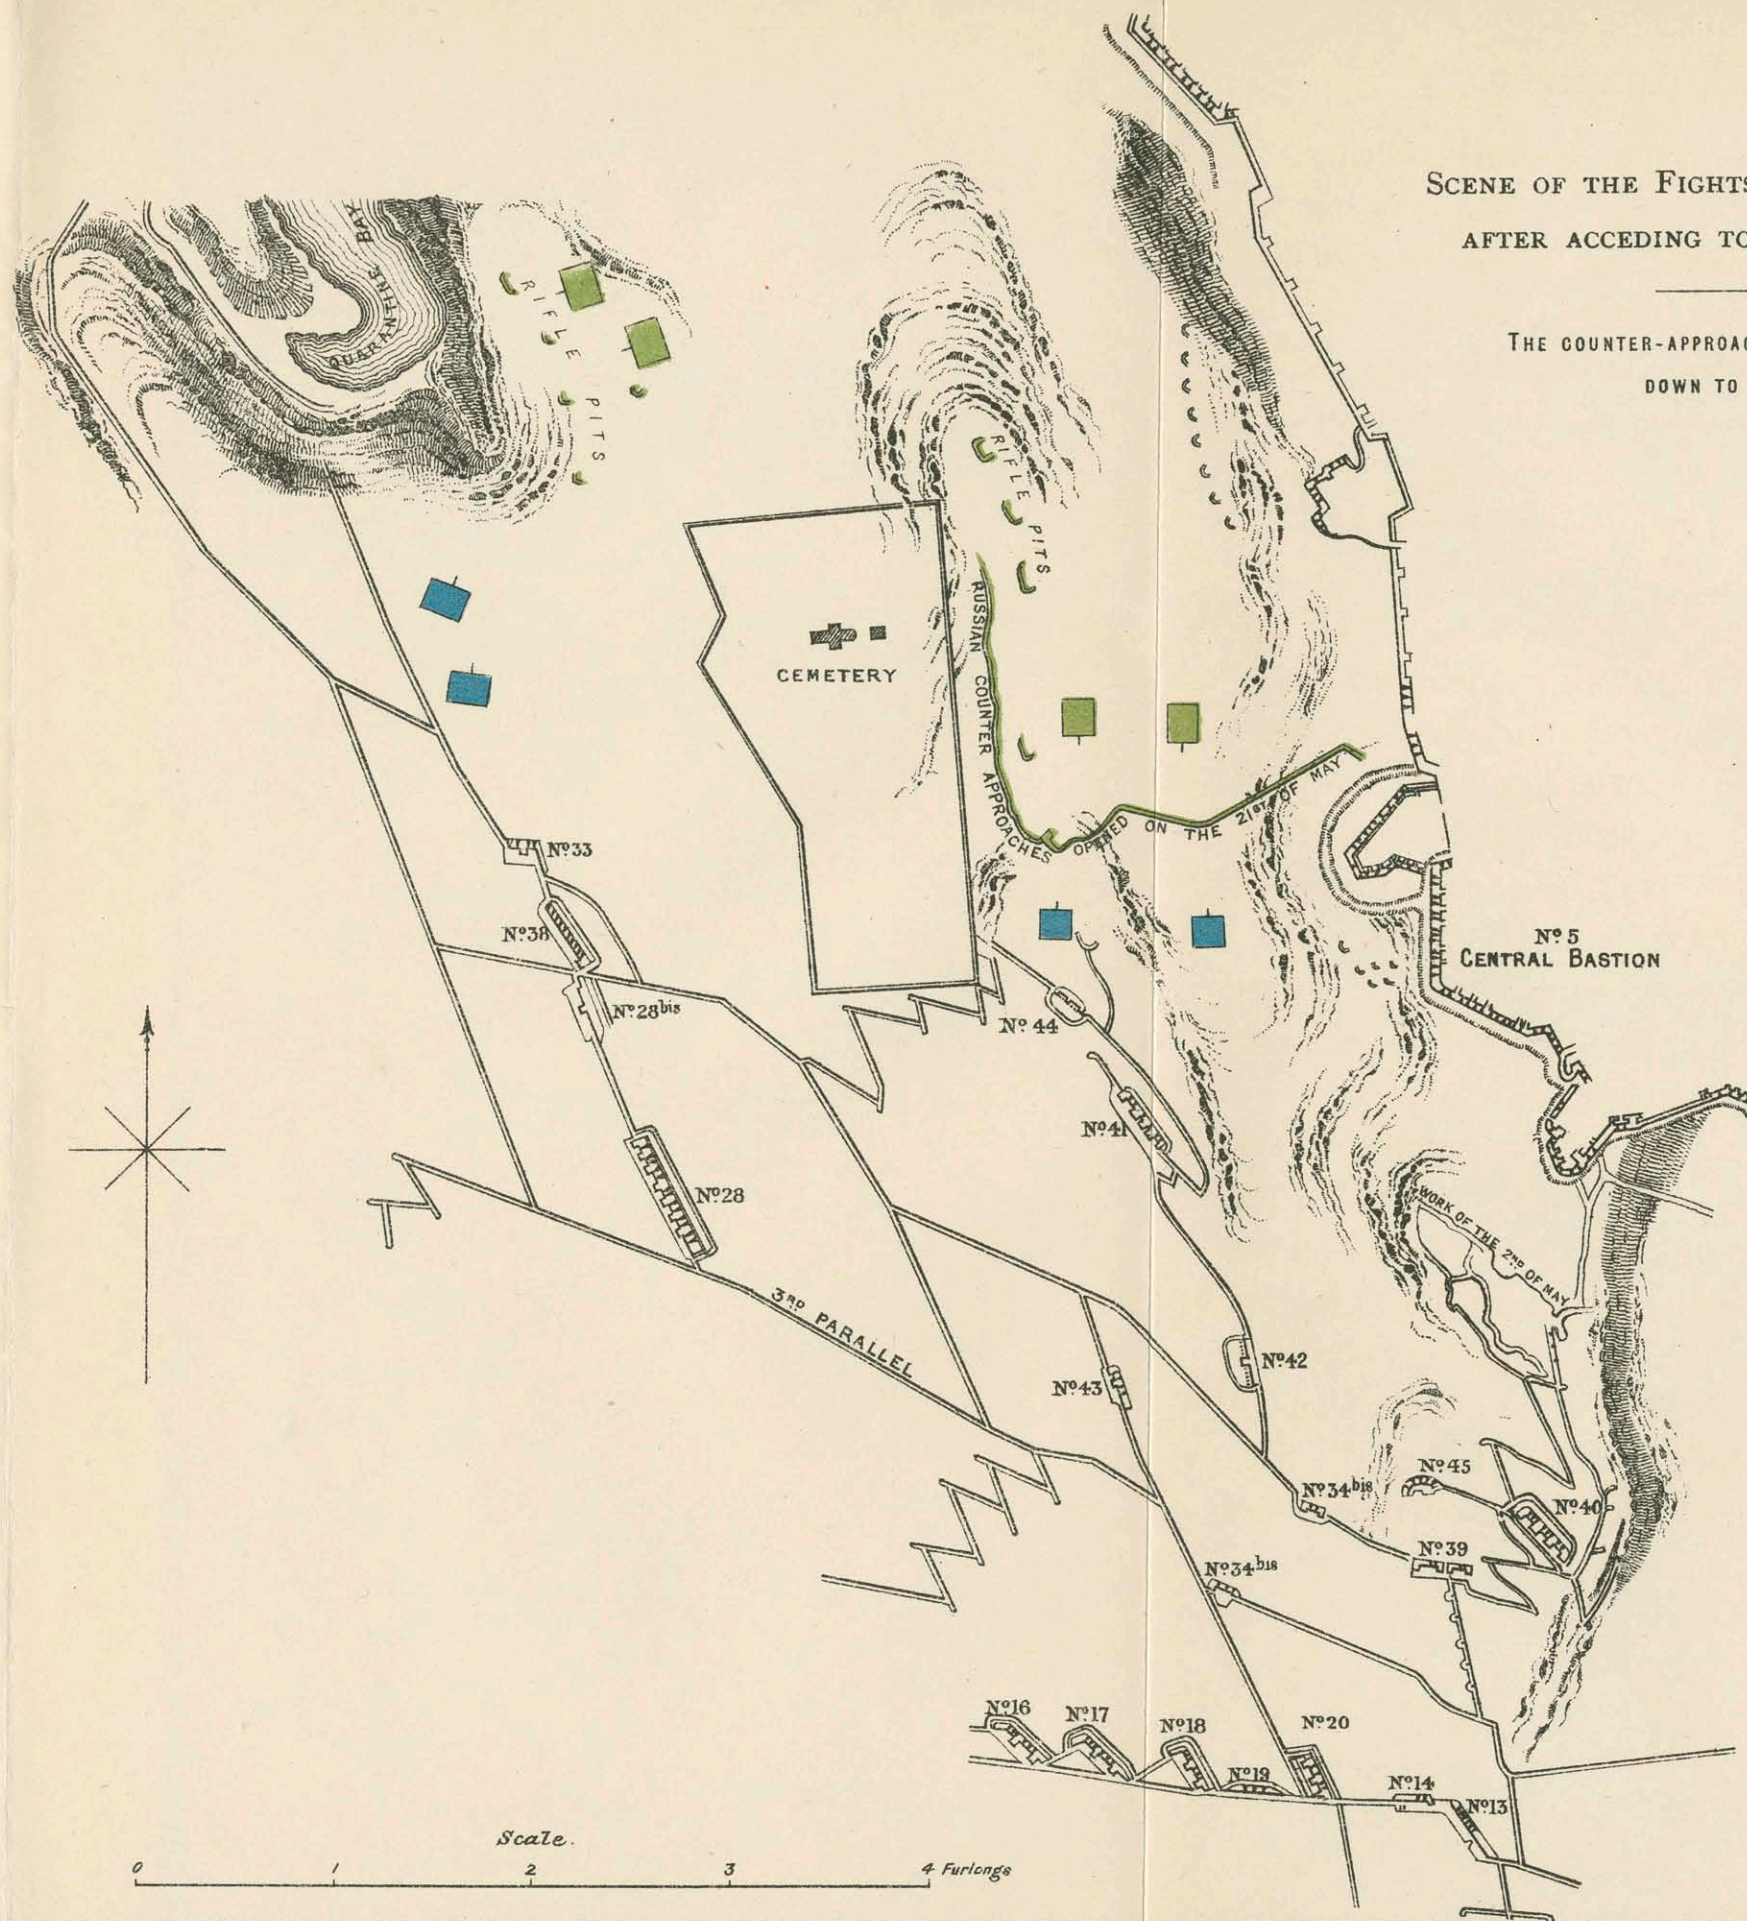 SCENE OF THE FIGHTS
AFTER ACCEDING TO
THE COUNTER-APPROAC
DOWN TO
QUARANTINE BAY
RIFLE PITS
RIFLE PITS
CEMETERY
RUSSIAN COUNTER APPROACHES OPENED ON THE 21ST OF MAY
Nº 33
Nº 38
Nº 28bis
Nº 28
Nº 44
Nº 41
Nº 5
CENTRAL BASTION
WORK OF THE 2ND OF MAY
3RD PARALLEL
Nº 43
Nº 42
Nº 34bis
Nº 45
Nº 40
Nº 39
Nº 34bis
Nº 16
Nº 17
Nº 18
Nº 19
Nº 20
Nº 14
Nº 13
Scale.
0 1 2 3 4 Furlongs